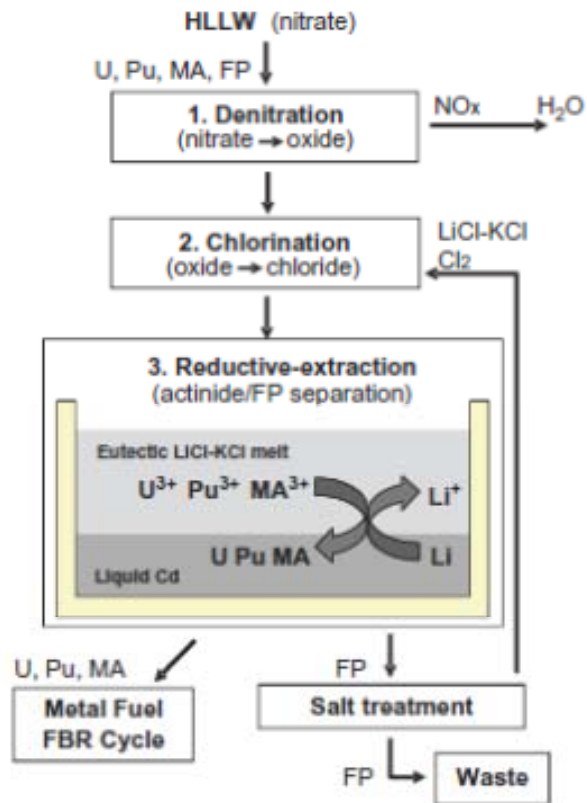 HLLW (nitrate)
U, Pu, MA, FP
1. Denitration
(nitrate→oxide)
NOx
H₂O
2. Chlorination
(oxide→chloride)
LiCl-KCl
Cl₂
3. Reductive-extraction
(actinide/FP separation)
Eutectic LiCl-KCl melt
U³⁺ Pu³⁺ MA³⁺
Li⁺
U Pu MA
Li
Liquid Cd
U, Pu, MA
FP
Metal Fuel
FBR Cycle
Salt treatment
FP
Waste